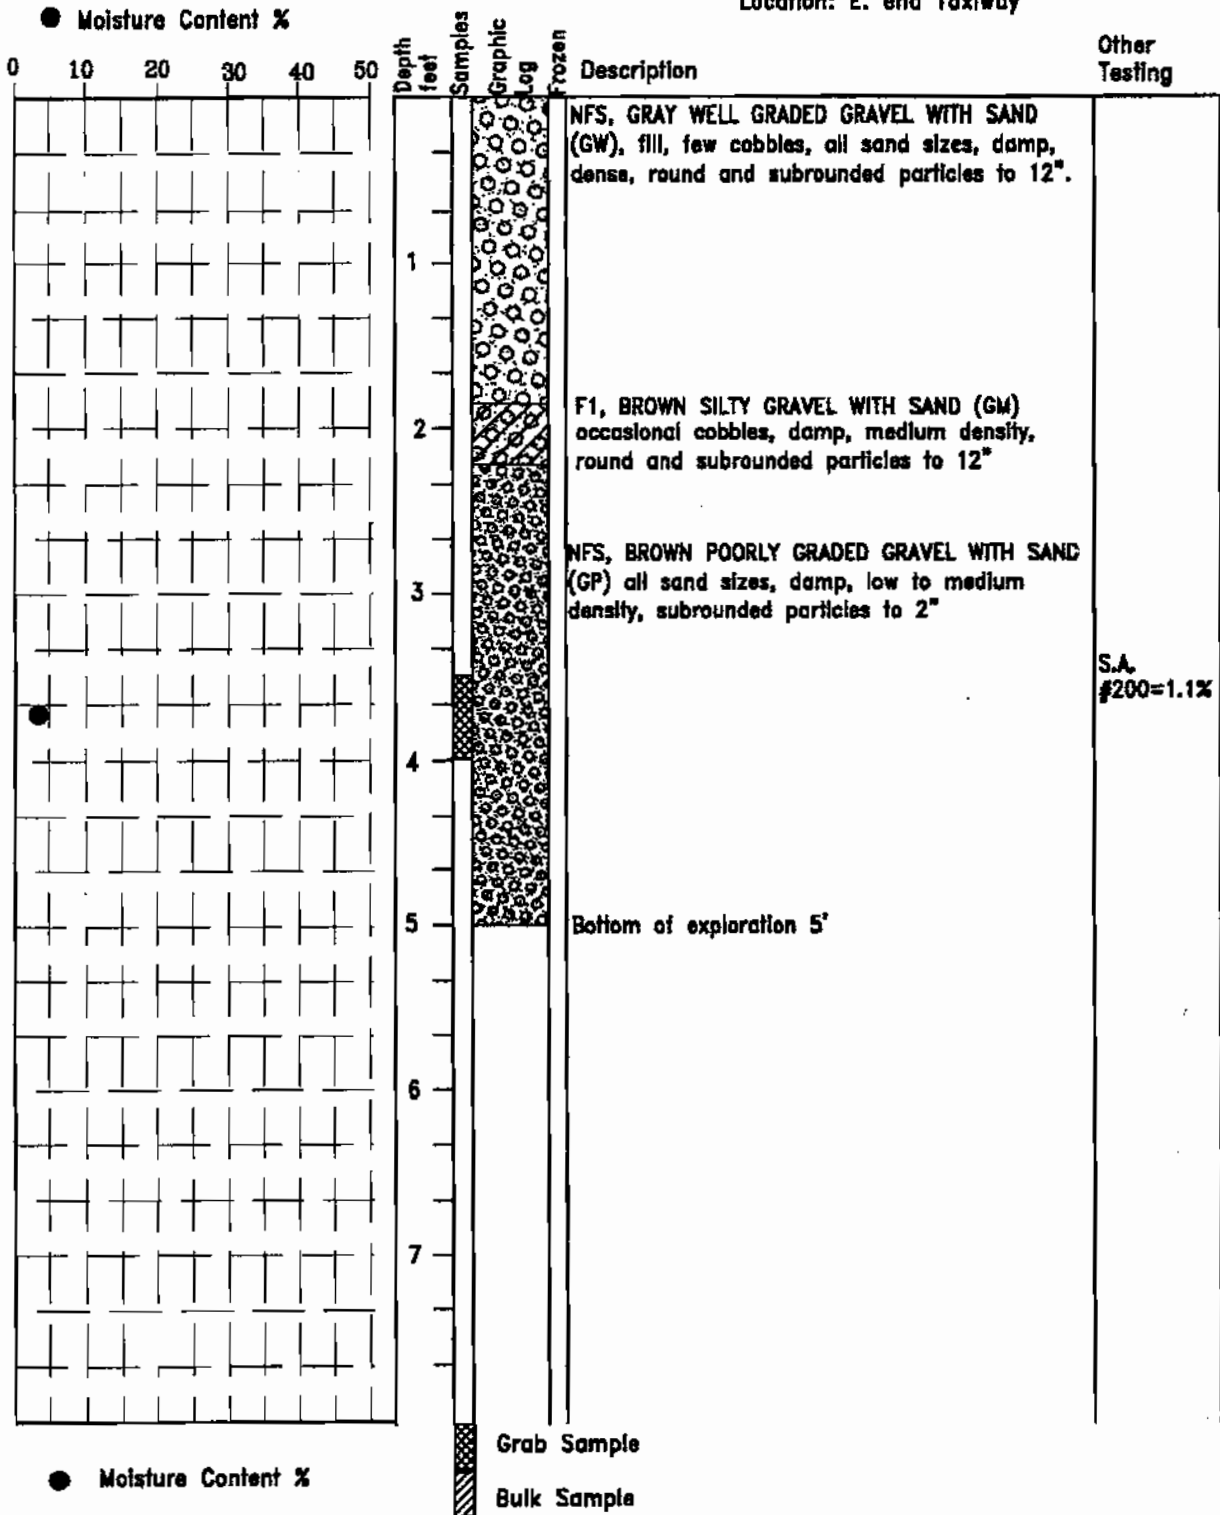 Location: E. end Taxiway
● Moisture Content %
0 10 20 30 40 50
Depth feet
Samples
Graphic Log
Frozen
Description
Other Testing
NFS, GRAY WELL GRADED GRAVEL WITH SAND
(GW), fill, few cobbles, all sand sizes, damp,
dense, round and subrounded particles to 12".
1
F1, BROWN SILTY GRAVEL WITH SAND (GM)
2
occasional cobbles, damp, medium density,
round and subrounded particles to 12"
NFS, BROWN POORLY GRADED GRAVEL WITH SAND
3
(GP) all sand sizes, damp, low to medium
density, subrounded particles to 2"
S.A.
#200=1.1%
4
5
Bottom of exploration 5'
6
7
Grab Sample
● Moisture Content %
Bulk Sample